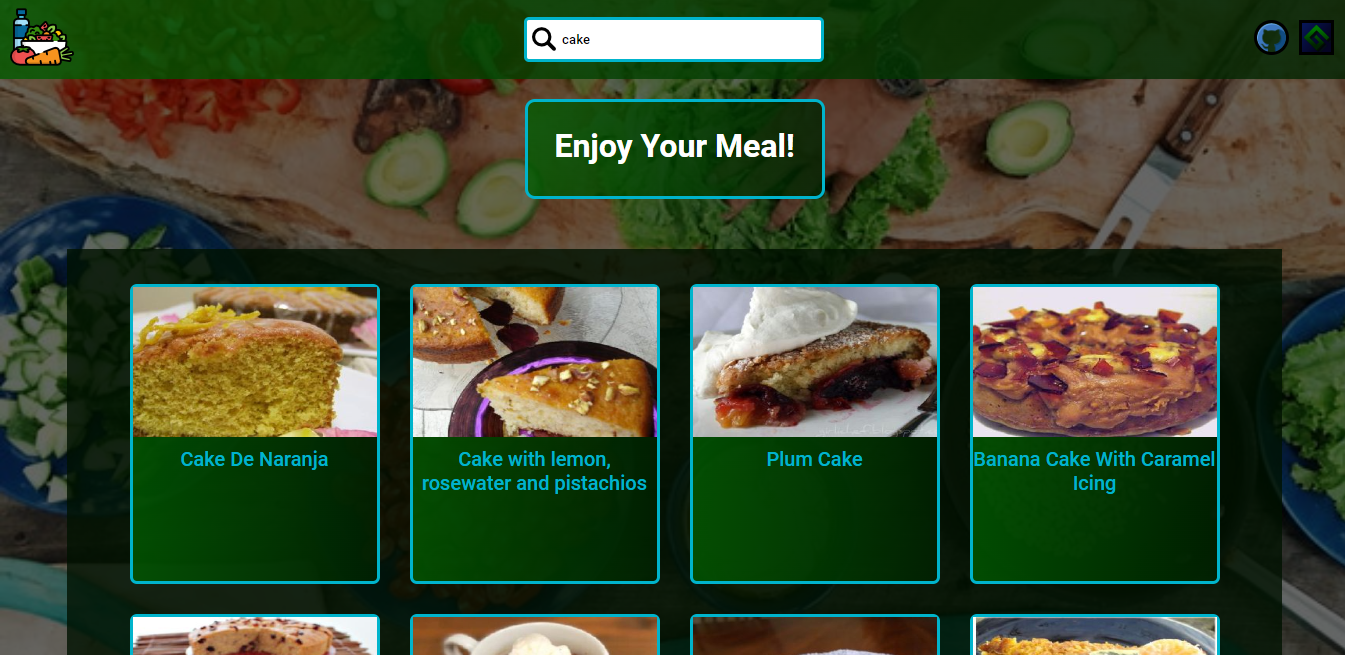 cake
Enjoy Your Meal!
Cake De Naranja
Cake with lemon,
rosewater and pistachios
Plum Cake
Banana Cake With Caramel
Icing